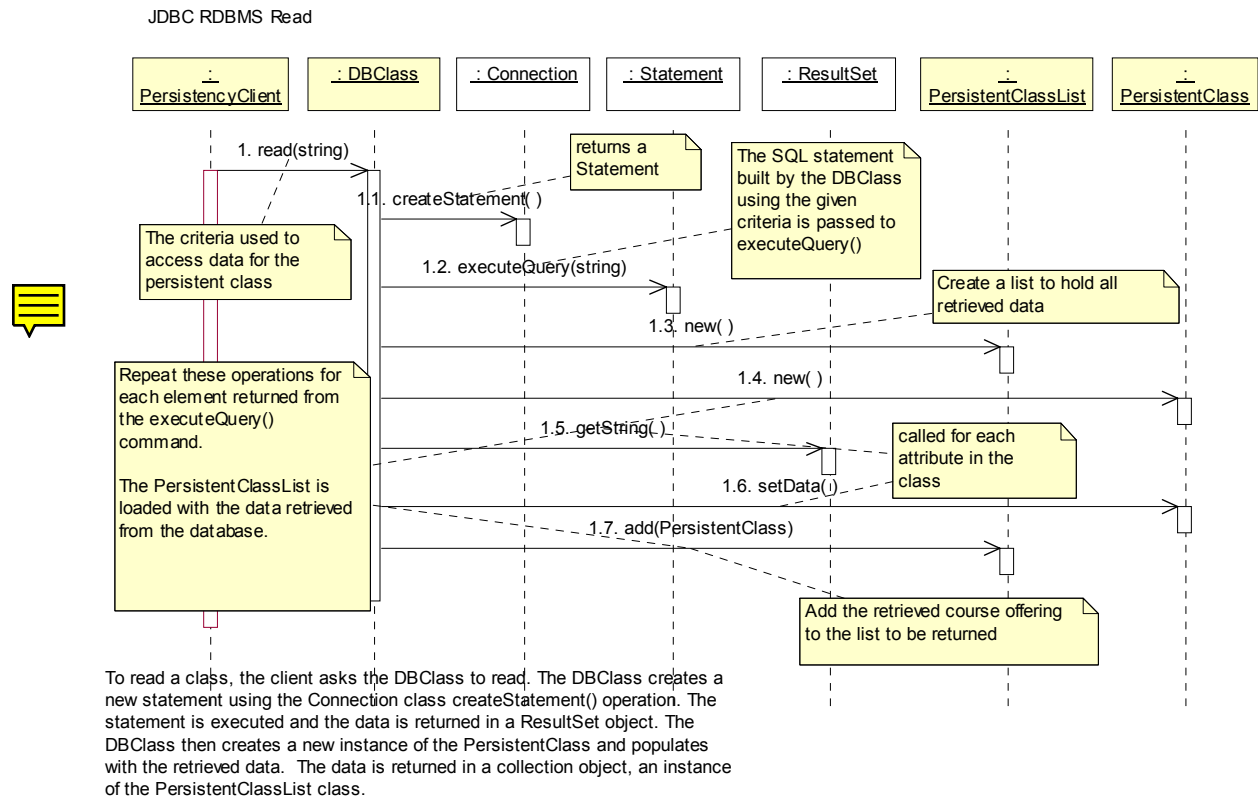 JDBC RDBMS Read
:
PersistencyClient
: DBClass
: Connection
: Statement
: ResultSet
:
PersistentClassList
:
PersistentClass
1. read(string)
returns a
Statement
The SQL statement
built by the DBClass
using the given
criteria is passed to
executeQuery()
1.1. createStatement( )
The criteria used to
access data for the
persistent class
1.2. executeQuery(string)
Create a list to hold all
retrieved data
1.3. new( )
Repeat these operations for
each element returned from
the executeQuery()
command.
The PersistentClassList is
loaded with the data retrieved
from the database.
1.4. new( )
1.5. getString( )
called for each
attribute in the
class
1.6. setData( )
1.7. add(PersistentClass)
Add the retrieved course offering
to the list to be returned
To read a class, the client asks the DBClass to read. The DBClass creates a
new statement using the Connection class createStatement() operation. The
statement is executed and the data is returned in a ResultSet object. The
DBClass then creates a new instance of the PersistentClass and populates
with the retrieved data.  The data is returned in a collection object, an instance
of the PersistentClassList class.